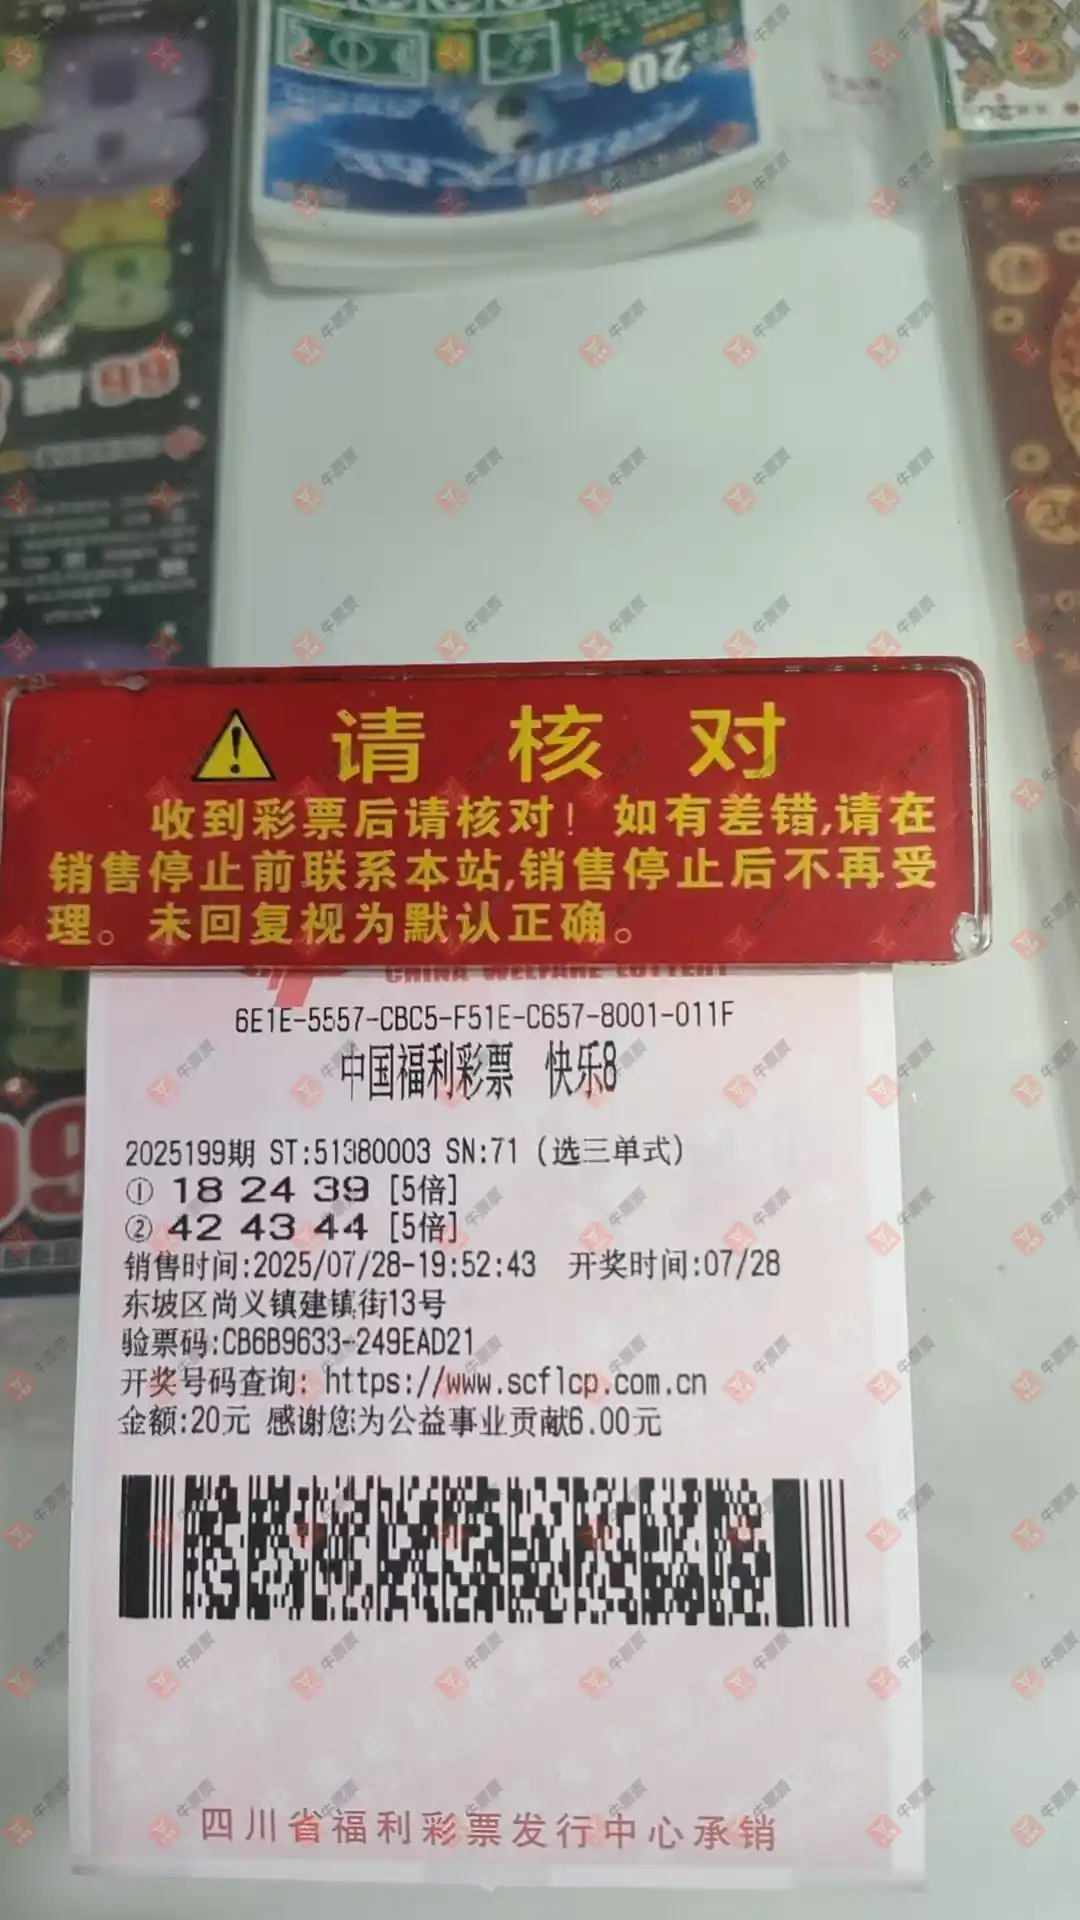 20
99
请核对
收到彩票后请核对！如有差错,请在
销售停止前联系本站,销售停止后不再受
理。未回复视为默认正确。
CHINA WELFARE LOTTERY
6E1E-5557-CBC5-F51E-C657-8001-011F
中国福利彩票 快乐8
2025199期 ST:51380003 SN:71 (选三单式)
① 18 24 39 [5倍]
② 42 43 44 [5倍]
销售时间:2025/07/28-19:52:43 开奖时间:07/28
东坡区尚义镇建镇街13号
验票码:CB6B9633-249EAD21
开奖号码查询: https://www.scflcp.com.cn
金额:20元 感谢您为公益事业贡献6.00元
四川省福利彩票发行中心承销
牛票票